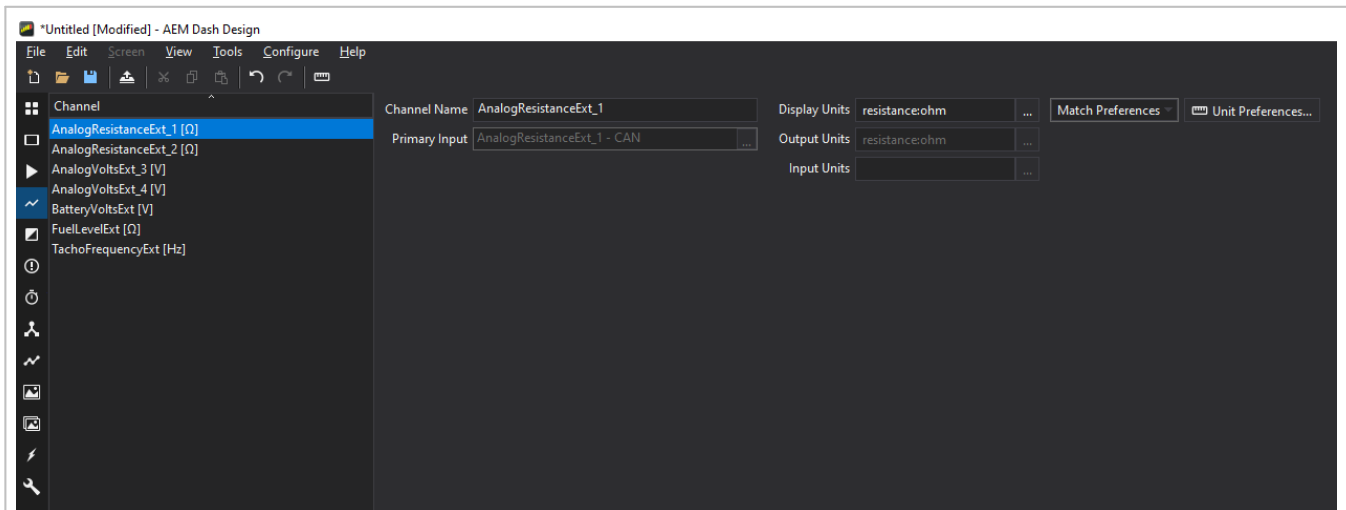 *Untitled [Modified] - AEM Dash Design
File Edit Screen View Tools Configure Help
Channel
AnalogResistanceExt_1 [Ω]
AnalogResistanceExt_2 [Ω]
AnalogVoltsExt_3 [V]
AnalogVoltsExt_4 [V]
BatteryVoltsExt [V]
FuelLevelExt [Ω]
TachoFrequencyExt [Hz]
Channel Name AnalogResistanceExt_1 Display Units resistance:ohm ... Match Preferences Unit Preferences...
Primary Input AnalogResistanceExt_1 - CAN ... Output Units resistance:ohm ...
Input Units ...